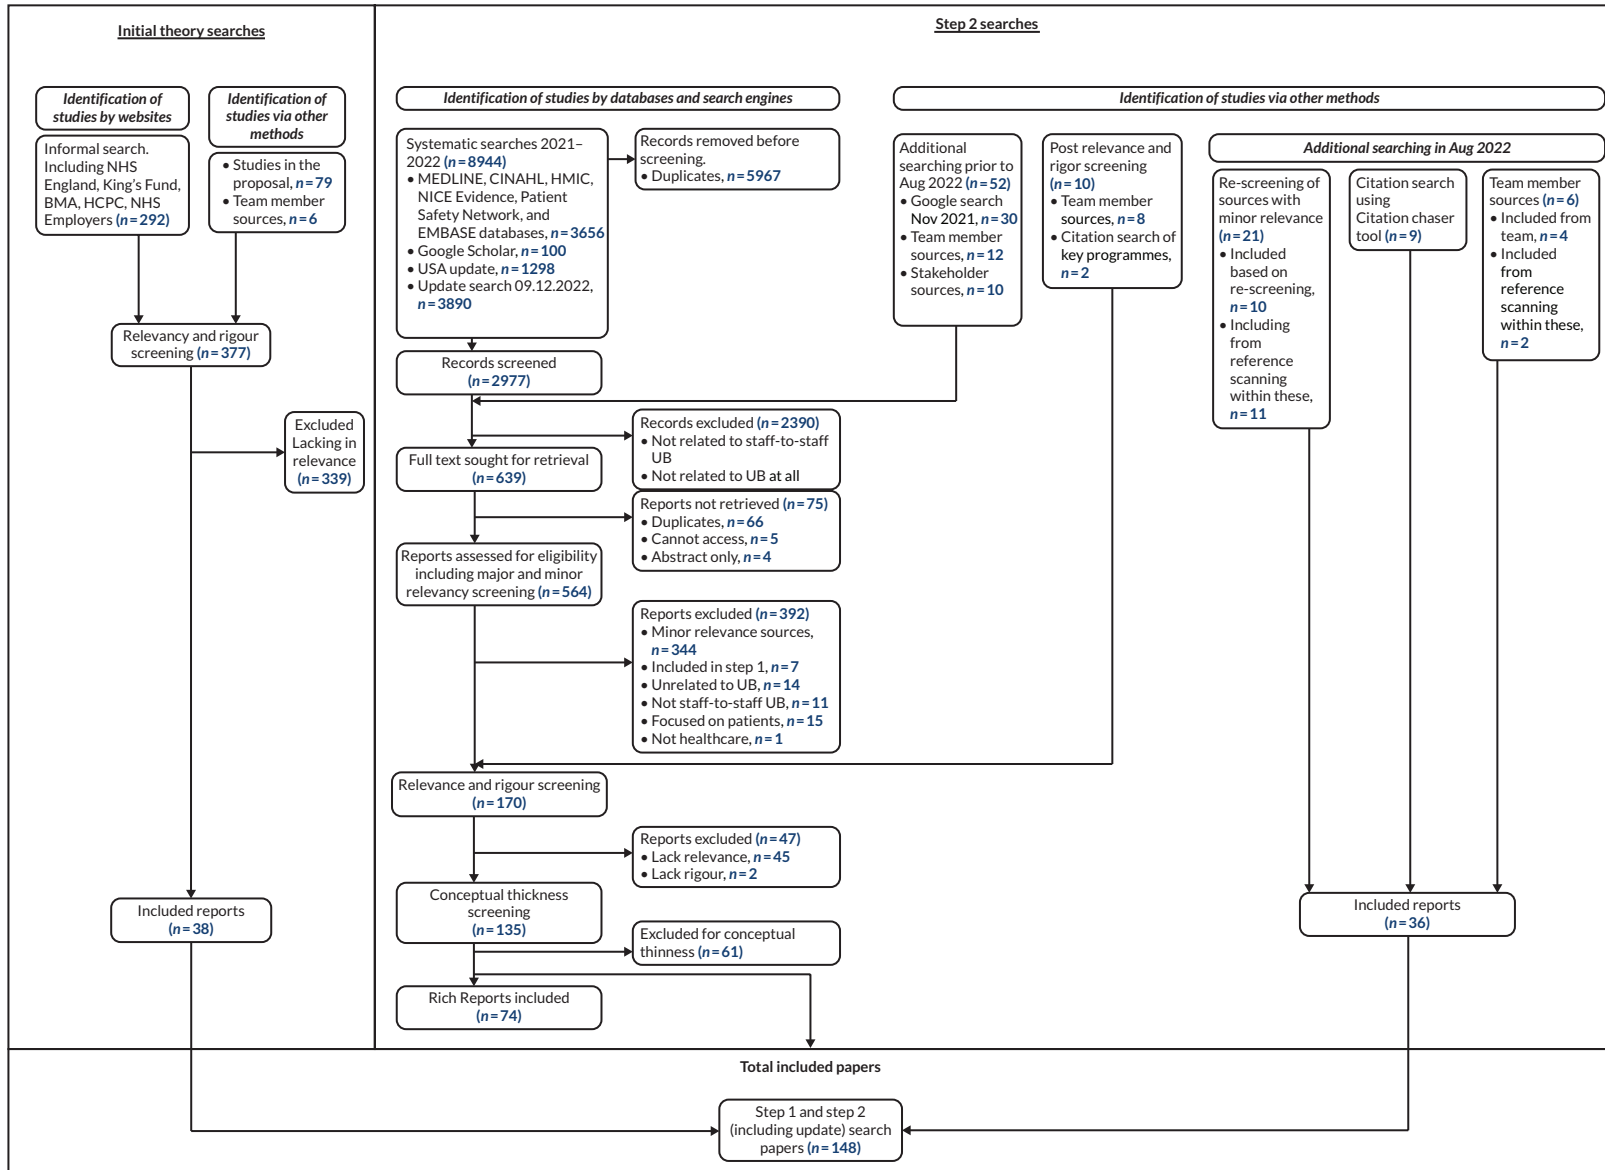 Initial theory searches
Step 2 searches
Identification of
studies by websites
Informal search.
Including NHS
England, King's Fund,
BMA, HCPC, NHS
Employers (n=292)
Identification of
studies via other
methods
• Studies in the
proposal, n=79
• Team member
sources, n=6
Relevancy and rigour
screening (n=377)
Excluded
Lacking in
relevance
(n=339)
Included reports
(n=38)
Identification of studies by databases and search engines
Systematic searches 2021–
2022 (n=8944)
• MEDLINE, CINAHL, HMIC,
NICE Evidence, Patient
Safety Network, and
EMBASE databases, n=3656
• Google Scholar, n=100
• USA update, n=1298
• Update search 09.12.2022,
n=3890
Records removed before
screening.
• Duplicates, n=5967
Records screened
(n=2977)
Records excluded (n=2390)
• Not related to staff-to-staff
UB
• Not related to UB at all
Full text sought for retrieval
(n=639)
Reports not retrieved (n=75)
• Duplicates, n=66
• Cannot access, n=5
• Abstract only, n=4
Reports assessed for eligibility
including major and minor
relevancy screening (n=564)
Reports excluded (n=392)
• Minor relevance sources,
n=344
• Included in step 1, n=7
• Unrelated to UB, n=14
• Not staff-to-staff UB, n=11
• Focused on patients, n=15
• Not healthcare, n=1
Relevance and rigour screening
(n=170)
Reports excluded (n=47)
• Lack relevance, n=45
• Lack rigour, n=2
Conceptual thickness
screening
(n=135)
Excluded for conceptual
thinness (n=61)
Rich Reports included
(n=74)
Identification of studies via other methods
Additional
searching prior to
Aug 2022 (n=52)
• Google search
Nov 2021, n=30
• Team member
sources, n=12
• Stakeholder
sources, n=10
Post relevance and
rigor screening
(n=10)
• Team member
sources, n=8
• Citation search of
key programmes,
n=2
Additional searching in Aug 2022
Re-screening of
sources with
minor relevance
(n=21)
• Included
based on
re-screening,
n=10
• Including
from
reference
scanning
within these,
n=11
Citation search
using
Citation chaser
tool (n=9)
Team member
sources (n=6)
• Included from
team, n=4
• Included
from
reference
scanning
within these,
n=2
Included reports
(n=36)
Total included papers
Step 1 and step 2
(including update) search
papers (n=148)